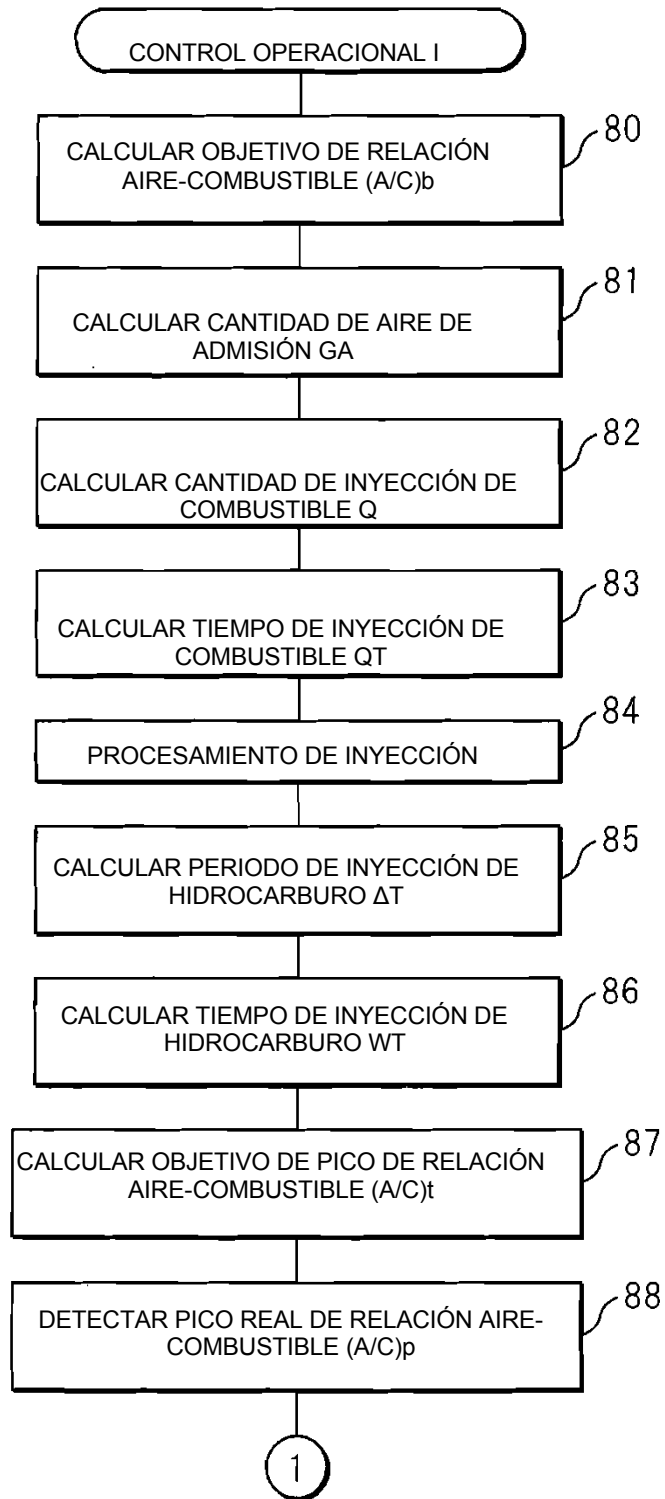 CONTROL OPERACIONAL I
80
CALCULAR OBJETIVO DE RELACIÓN
AIRE-COMBUSTIBLE (A/C)b
81
CALCULAR CANTIDAD DE AIRE DE
ADMISIÓN GA
82
CALCULAR CANTIDAD DE INYECCIÓN DE
COMBUSTIBLE Q
83
CALCULAR TIEMPO DE INYECCIÓN DE
COMBUSTIBLE QT
84
PROCESAMIENTO DE INYECCIÓN
85
CALCULAR PERIODO DE INYECCIÓN DE
HIDROCARBURO ΔT
86
CALCULAR TIEMPO DE INYECCIÓN DE
HIDROCARBURO WT
87
CALCULAR OBJETIVO DE PICO DE RELACIÓN
AIRE-COMBUSTIBLE (A/C)t
88
DETECTAR PICO REAL DE RELACIÓN AIRE-
COMBUSTIBLE (A/C)p
1